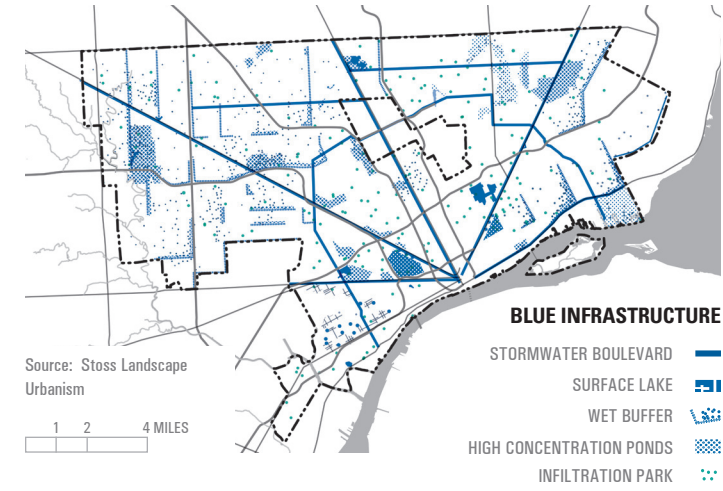 BLUE INFRASTRUCTURE
Source: Stoss Landscape
Urbanism
STORMWATER BOULEVARD
SURFACE LAKE
1 2 4 MILES
WET BUFFER
HIGH CONCENTRATION PONDS
INFILTRATION PARK